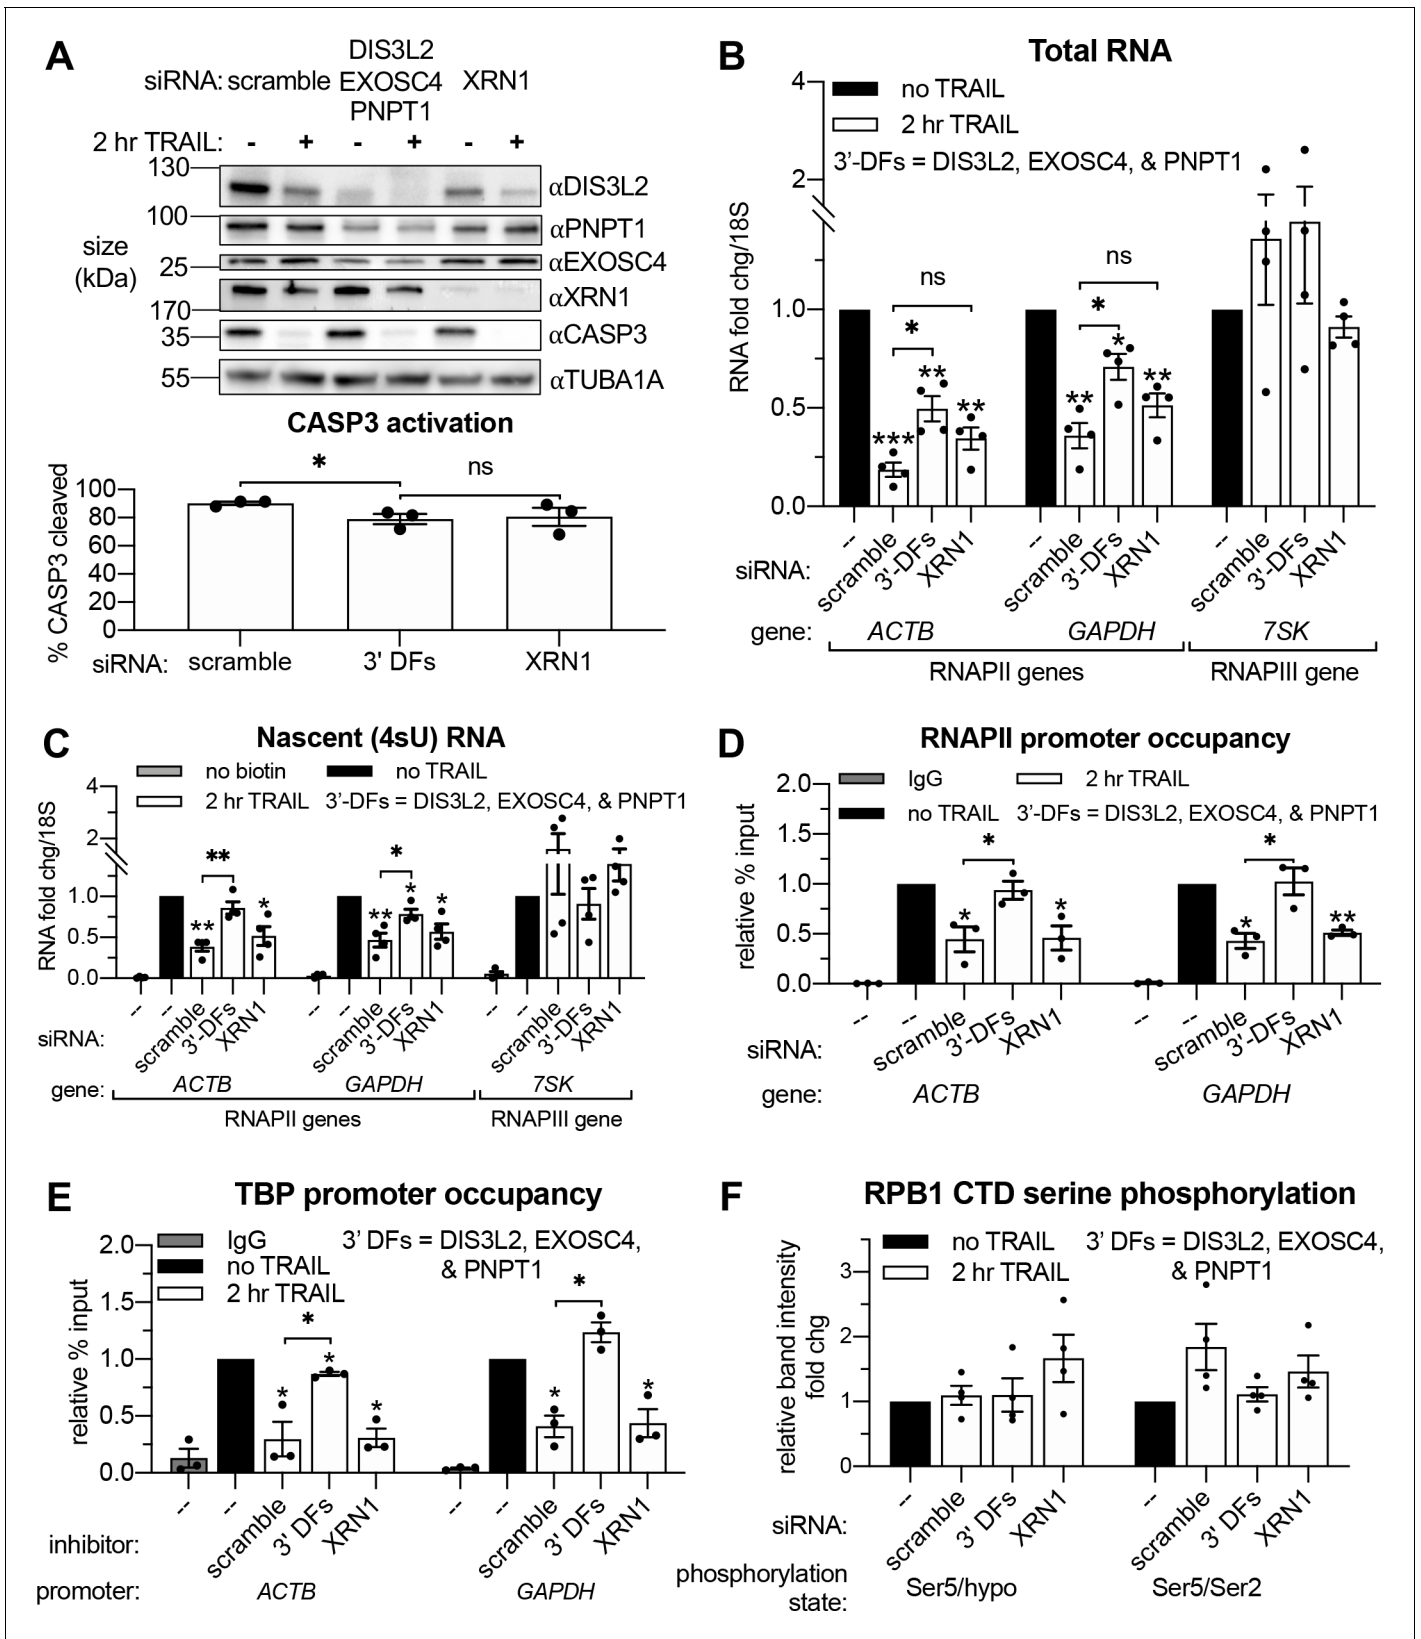 A
siRNA: scramble DIS3L2 EXOSC4 PNPT1 XRN1
2 hr TRAIL: - + - + - +
size (kDa)
130
αDIS3L2
100
αPNPT1
25
αEXOSC4
αXRN1
170
35
αCASP3
55
αTUBA1A
CASP3 activation
% CASP3 cleaved
100
80
60
40
20
0
* ns
siRNA: scramble 3' DFs XRN1
B
Total RNA
no TRAIL
2 hr TRAIL
3'-DFs = DIS3L2, EXOSC4, & PNPT1
RNA fold chg/18S
4
2
1.0
0.5
0.0
ns ns
* *
*** ** ** ** * **
siRNA: -- scramble 3'-DFs XRN1 -- scramble 3'-DFs XRN1 -- scramble 3'-DFs XRN1
gene: ACTB GAPDH 7SK
RNAPII genes RNAPIII gene
C
Nascent (4sU) RNA
no biotin no TRAIL
2 hr TRAIL 3'-DFs = DIS3L2, EXOSC4, & PNPT1
RNA fold chg/18S
4
2
1.0
0.5
0.0
** *
** * ** * *
siRNA: -- -- scramble 3'-DFs XRN1 -- -- scramble 3'-DFs XRN1 -- -- scramble 3'-DFs XRN1
gene: ACTB GAPDH 7SK
RNAPII genes RNAPIII gene
D
RNAPII promoter occupancy
IgG 2 hr TRAIL
no TRAIL 3'-DFs = DIS3L2, EXOSC4, & PNPT1
relative % input
2.0
1.5
1.0
0.5
0.0
* *
* * * **
siRNA: -- -- scramble 3'-DFs XRN1 -- -- scramble 3'-DFs XRN1
gene: ACTB GAPDH
E
TBP promoter occupancy
IgG 3' DFs = DIS3L2, EXOSC4,
no TRAIL & PNPT1
2 hr TRAIL
relative % input
2.0
1.5
1.0
0.5
0.0
* *
* * * * *
inhibitor: -- -- scramble 3' DFs XRN1 -- -- scramble 3' DFs XRN1
promoter: ACTB GAPDH
F
RPB1 CTD serine phosphorylation
no TRAIL 3' DFs = DIS3L2, EXOSC4,
2 hr TRAIL & PNPT1
relative band intensity
fold chg
3
2
1
0
siRNA: -- scramble 3' DFs XRN1 -- scramble 3' DFs XRN1
phosphorylation
state: Ser5/hypo Ser5/Ser2